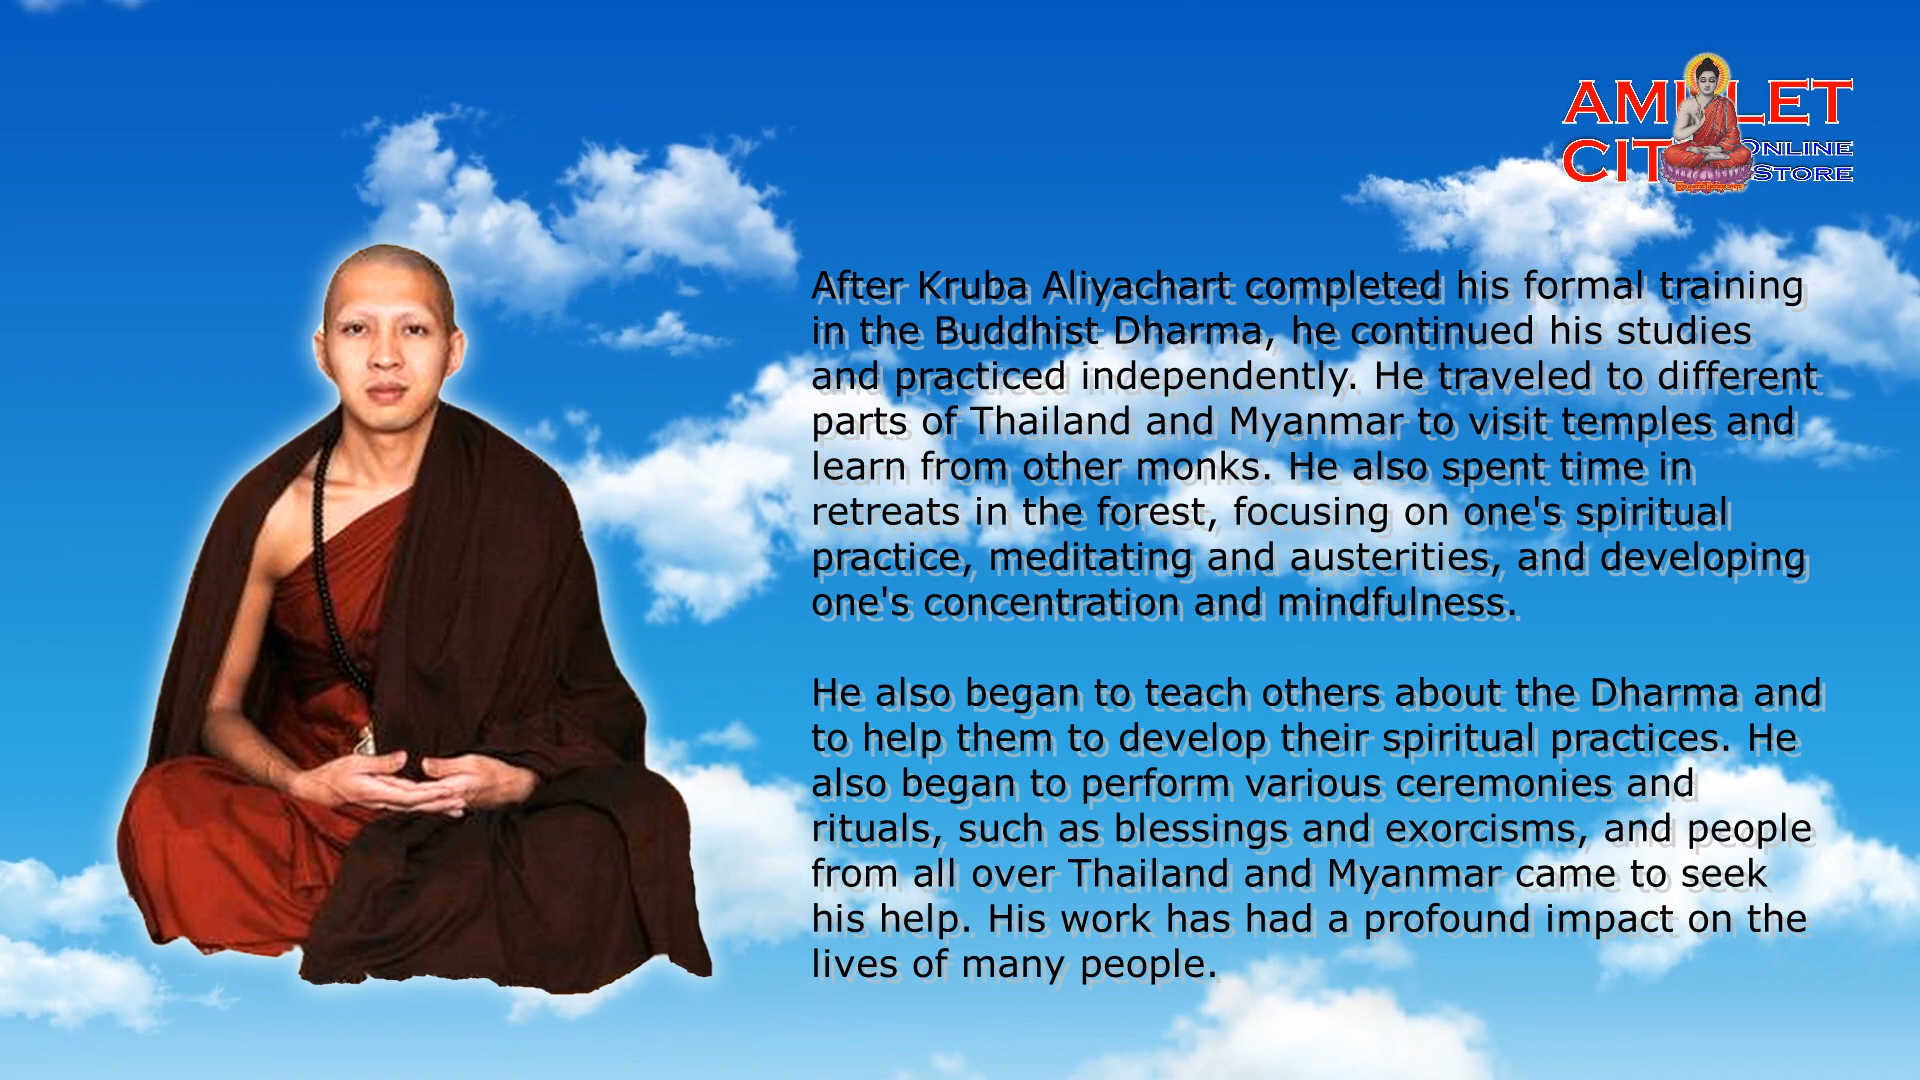 AMULET
CITY ONLINE
STORE
After Kruba Aliyachart completed his formal training
in the Buddhist Dharma, he continued his studies
and practiced independently. He traveled to different
parts of Thailand and Myanmar to visit temples and
learn from other monks. He also spent time in
retreats in the forest, focusing on one's spiritual
practice, meditating and austerities, and developing
one's concentration and mindfulness.
He also began to teach others about the Dharma and
to help them to develop their spiritual practices. He
also began to perform various ceremonies and
rituals, such as blessings and exorcisms, and people
from all over Thailand and Myanmar came to seek
his help. His work has had a profound impact on the
lives of many people.